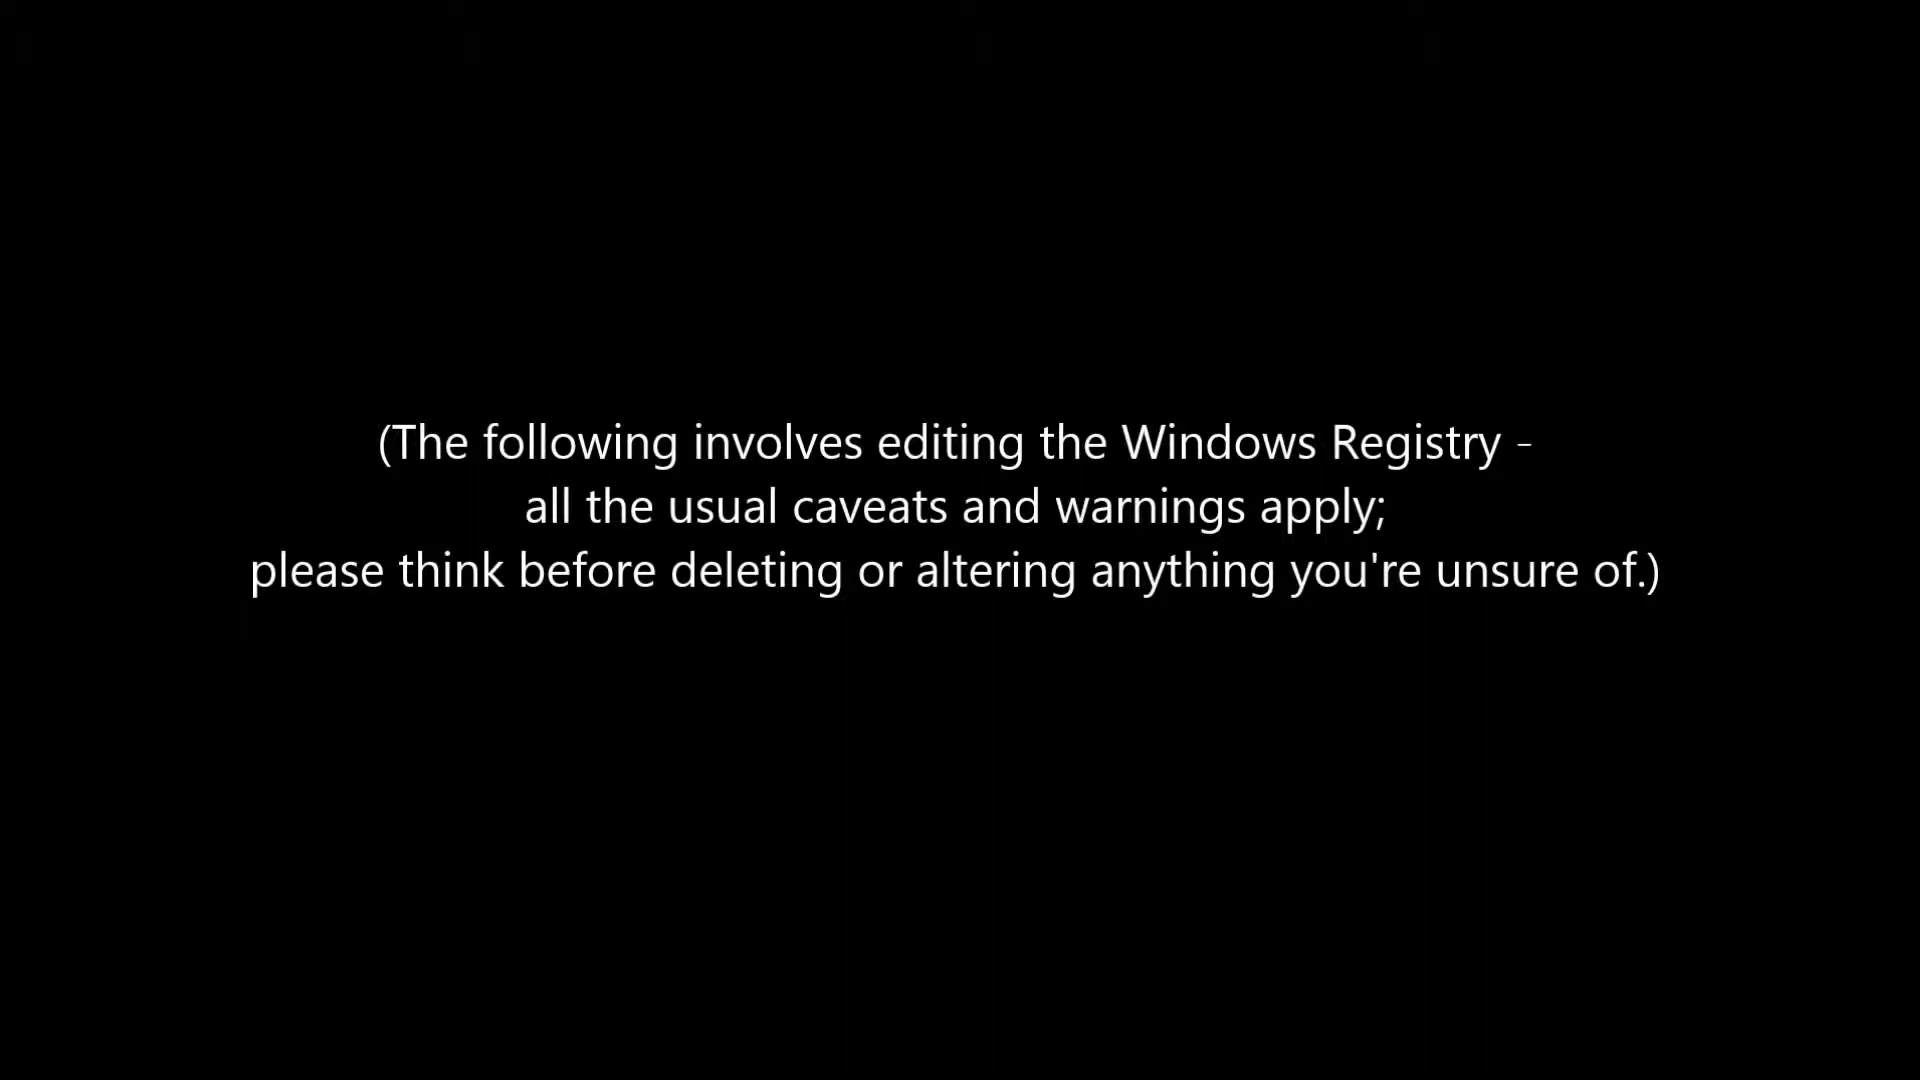 (The following involves editing the Windows Registry -
all the usual caveats and warnings apply;
please think before deleting or altering anything you're unsure of.)